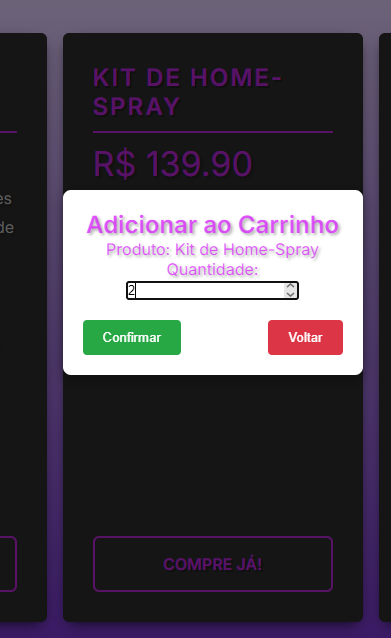 KIT DE HOME-
SPRAY
es
R$ 139.90
de
Adicionar ao Carrinho
Produto: Kit de Home-Spray
Quantidade:
2
Confirmar
Voltar
COMPRE JÁ!